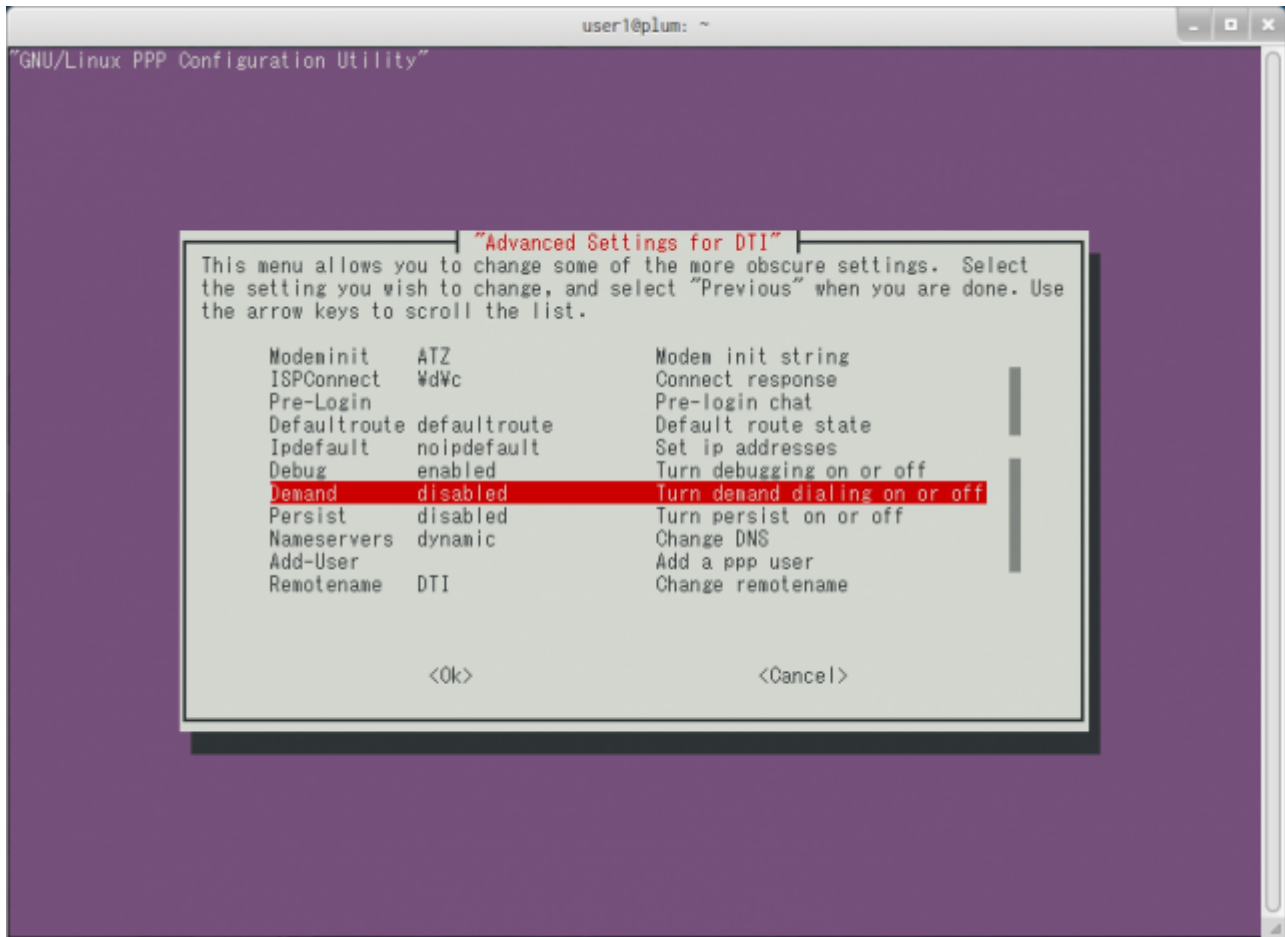 user1@plum: ~
"GNU/Linux PPP Configuration Utility"
"Advanced Settings for DTI"
This menu allows you to change some of the more obscure settings.  Select
the setting you wish to change, and select "Previous" when you are done. Use
the arrow keys to scroll the list.
Modeminit ATZ Modem init string
ISPConnect ¥d¥c Connect response
Pre-Login Pre-login chat
Defaultroute defaultroute Default route state
Ipdefault noipdefault Set ip addresses
Debug enabled Turn debugging on or off
Demand disabled Turn demand dialing on or off
Persist disabled Turn persist on or off
Nameservers dynamic Change DNS
Add-User Add a ppp user
Remotename DTI Change remotename
<Ok> <Cancel>